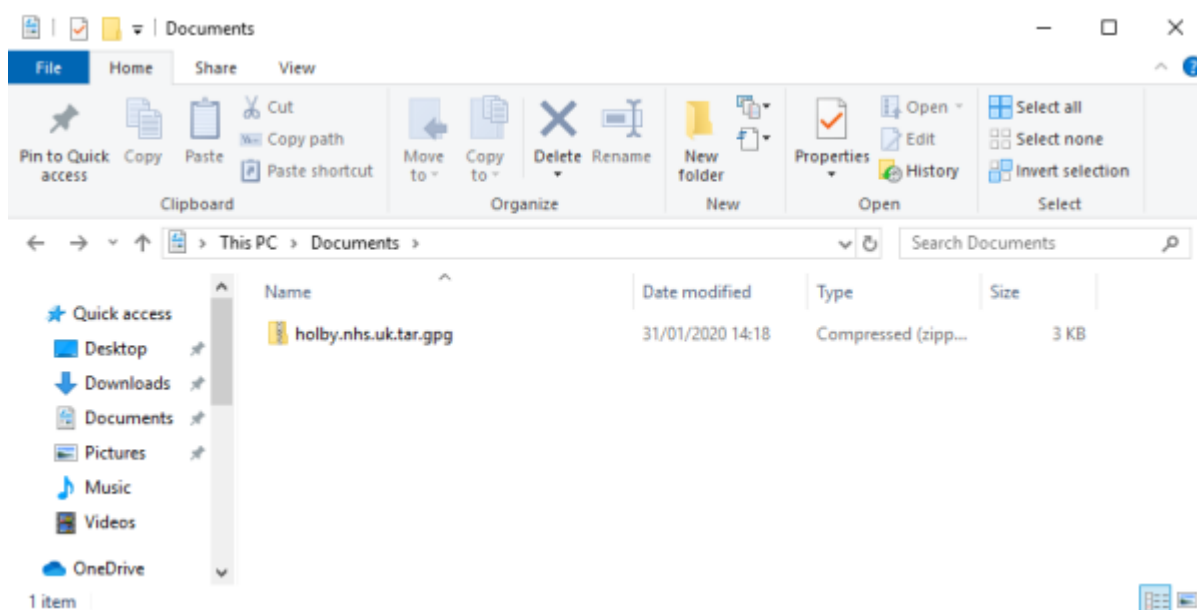 Documents
File Home Share View
Pin to Quick access
Copy
Paste
Cut
Copy path
Paste shortcut
Clipboard
Move to
Copy to
Delete
Rename
Organize
New folder
New
Properties
Open
Edit
History
Open
Select all
Select none
Invert selection
Select
This PC > Documents >
Search Documents
Name Date modified Type Size
holby.nhs.uk.tar.gpg 31/01/2020 14:18 Compressed (zipp... 3 KB
Quick access
Desktop
Downloads
Documents
Pictures
Music
Videos
OneDrive
1 item